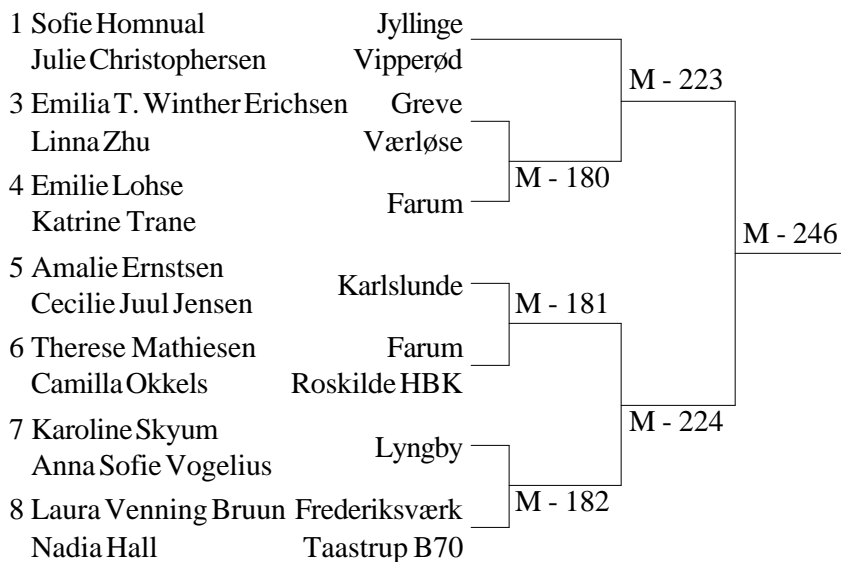 1 Sofie Homnual Jyllinge
Julie Christophersen Vipperød
M - 223
3 Emilia T. Winther Erichsen Greve
Linna Zhu Værløse
M - 180
4 Emilie Lohse
Farum
Katrine Trane
M - 246
5 Amalie Ernstsen
Karlslunde
Cecilie Juul Jensen
M - 181
6 Therese Mathiesen Farum
Camilla Okkels Roskilde HBK
M - 224
7 Karoline Skyum
Lyngby
Anna Sofie Vogelius
M - 182
8 Laura Venning Bruun Frederiksværk
Nadia Hall Taastrup B70